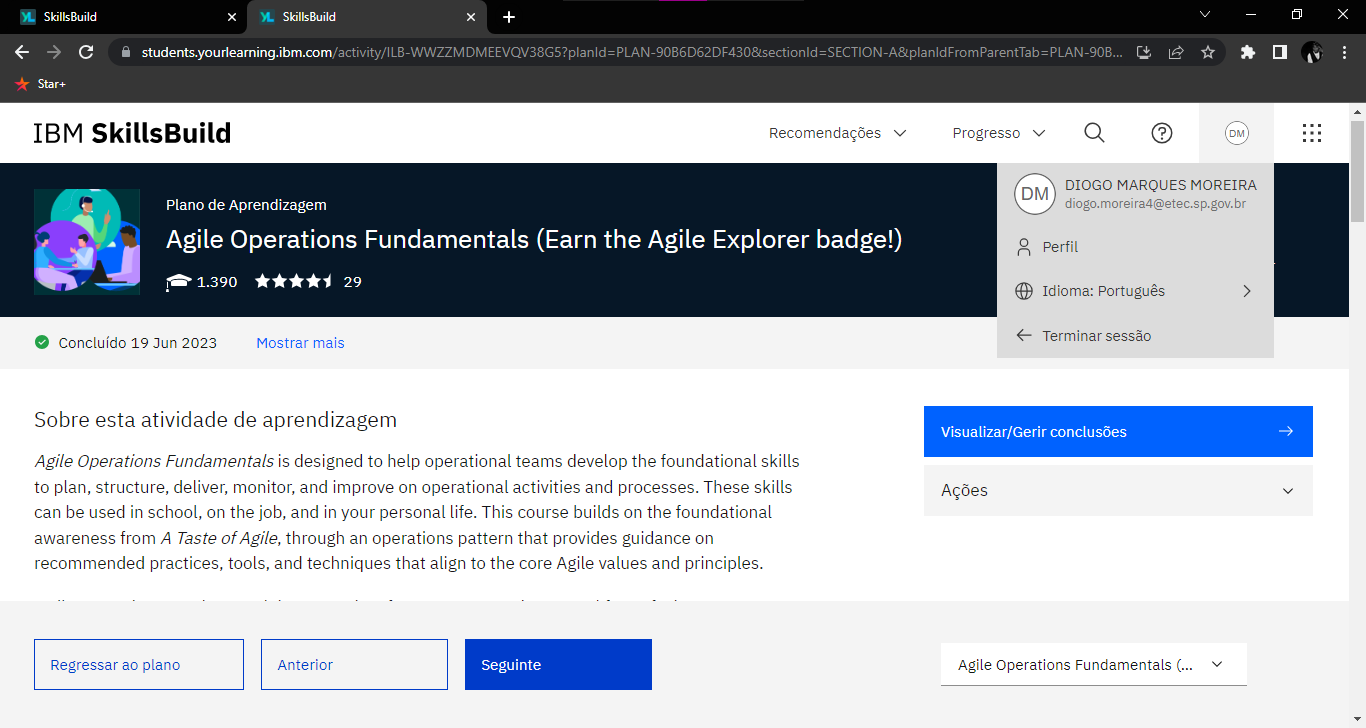 SkillsBuild
SkillsBuild
students.yourlearning.ibm.com/activity/ILB-WWZZMDMEEVQV38G5?planId=PLAN-90B6D62DF430&sectionId=SECTION-A&planIdFromParentTab=PLAN-90B...
Star+
IBM SkillsBuild
Recomendações
Progresso
DM
DM
DIOGO MARQUES MOREIRA
diogo.moreira4@etec.sp.gov.br
Perfil
Idioma: Português
Terminar sessão
Plano de Aprendizagem
Agile Operations Fundamentals (Earn the Agile Explorer badge!)
1.390 29
Concluído 19 Jun 2023 Mostrar mais
Sobre esta atividade de aprendizagem
Agile Operations Fundamentals is designed to help operational teams develop the foundational skills
to plan, structure, deliver, monitor, and improve on operational activities and processes. These skills
can be used in school, on the job, and in your personal life. This course builds on the foundational
awareness from A Taste of Agile, through an operations pattern that provides guidance on
recommended practices, tools, and techniques that align to the core Agile values and principles.
Visualizar/Gerir conclusões
Ações
Regressar ao plano
Anterior
Seguinte
Agile Operations Fundamentals (...